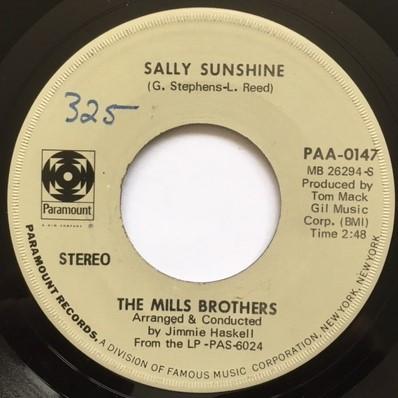 SALLY SUNSHINE
(G. Stephens-L. Reed)
325
Paramount
A G+W COMPANY
PAA-0147
MB 26294-S
Produced by
Tom Mack
Gil Music
Corp. (BMI)
Time 2:48
STEREO
THE MILLS BROTHERS
Arranged & Conducted
by Jimmie Haskell
From the LP -PAS-6024
PARAMOUNT RECORDS, A DIVISION OF FAMOUS MUSIC CORPORATION, NEW YORK, NEW YORK